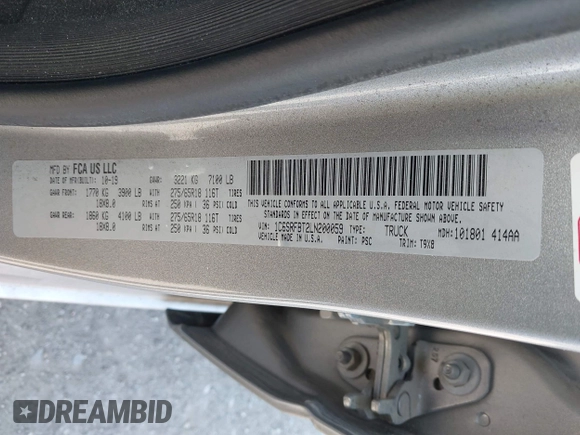 MFD BY FCA US LLC
DATE OF MFR(BUILT): 10-19 GVWR: 3221 KG 7100 LB
GAWR FRONT: 1770 KG 3900 LB WITH 275/65R18 116T TIRES
18X8.0 RIMS AT 250 KPA ( 36 PSI )COLD
GAWR REAR: 1860 KG 4100 LB WITH 275/65R18 116T TIRES
18X8.0 RIMS AT 250 KPA ( 36 PSI )COLD
THIS VEHICLE CONFORMS TO ALL APPLICABLE U.S.A. FEDERAL MOTOR VEHICLE SAFETY
STANDARDS IN EFFECT ON THE DATE OF MANUFACTURE SHOWN ABOVE.
VIN: 1C6SRFBT2LN200059 TYPE: TRUCK MDH: 101801 414AA
VEHICLE MADE IN U.S.A. PAINT: PSC TRIM: T9X8
DREAMBID